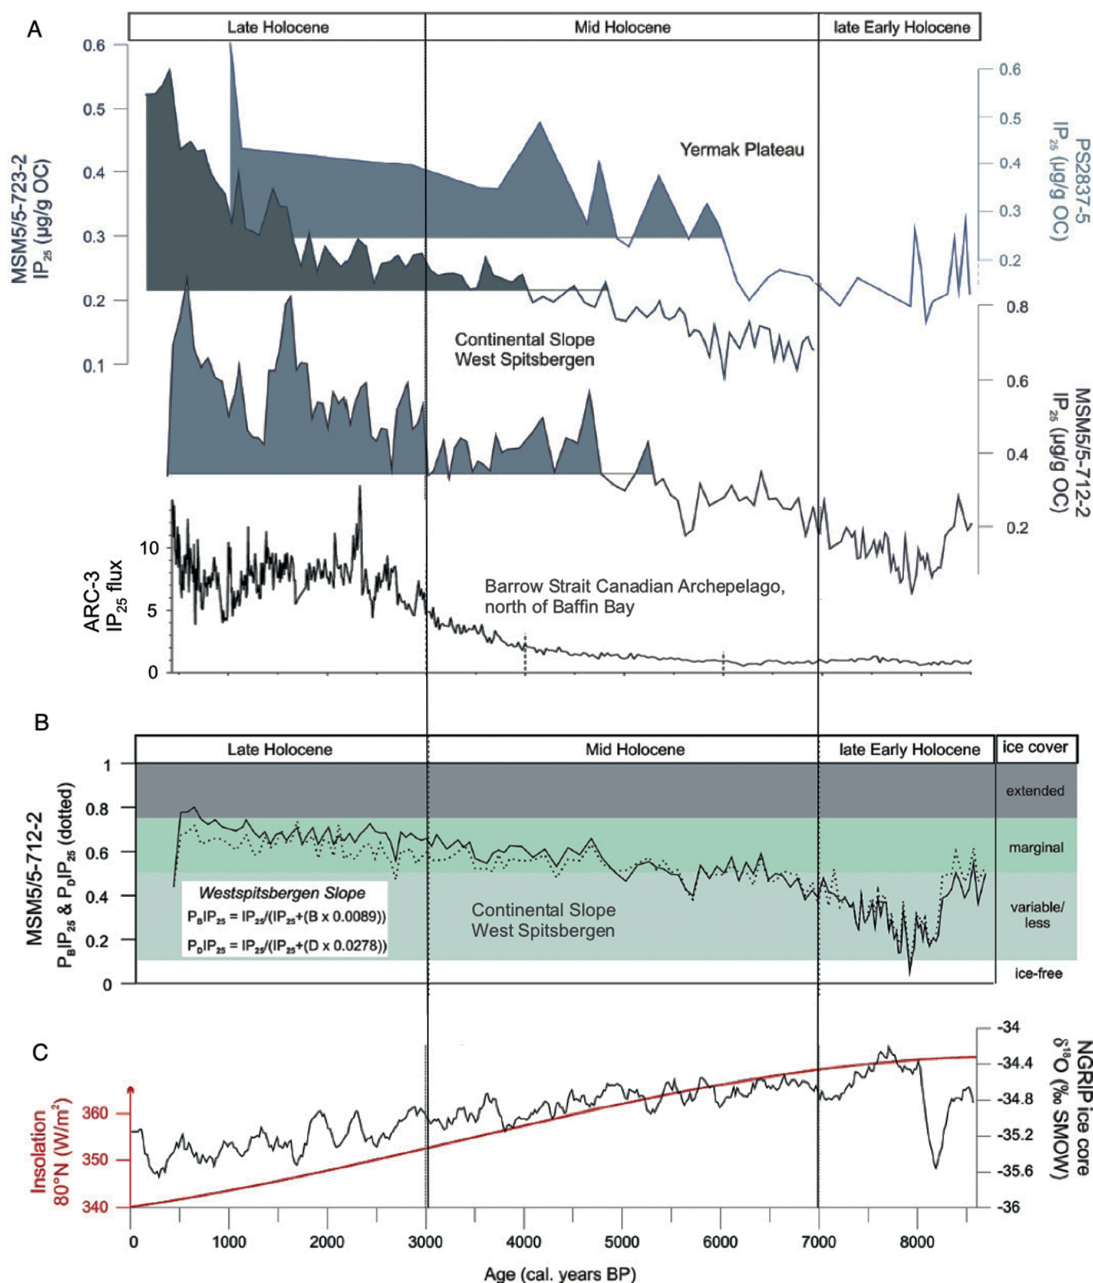 A
Late Holocene
Mid Holocene
late Early Holocene
MSM5/5-723-2
IP25 (µg/g OC)
0.6
0.5
0.4
0.3
0.2
0.1
Yermak Plateau
0.6
0.5
0.4
0.3
0.2
PS2837-5
IP25 (µg/g OC)
Continental Slope
West Spitsbergen
0.8
0.6
0.4
0.2
MSM5/5-712-2
IP25 (µg/g OC)
ARC-3
IP25 flux
10
5
0
Barrow Strait Canadian Archepelago,
north of Baffin Bay
B
Late Holocene
Mid Holocene
late Early Holocene
ice cover
MSM5/5-712-2
PBIP25 & PDIP25 (dotted)
1
0.8
0.6
0.4
0.2
0
extended
marginal
variable/
less
ice-free
Westspitsbergen Slope
PBIP25 = IP25/(IP25+(B x 0.0089))
PDIP25 = IP25/(IP25+(D x 0.0278))
Continental Slope
West Spitsbergen
C
Insolation
80°N (W/m²)
360
350
340
-34
-34.4
-34.8
-35.2
-35.6
-36
NGRIP ice core
δ18O (‰ SMOW)
0 1000 2000 3000 4000 5000 6000 7000 8000
Age (cal. years BP)